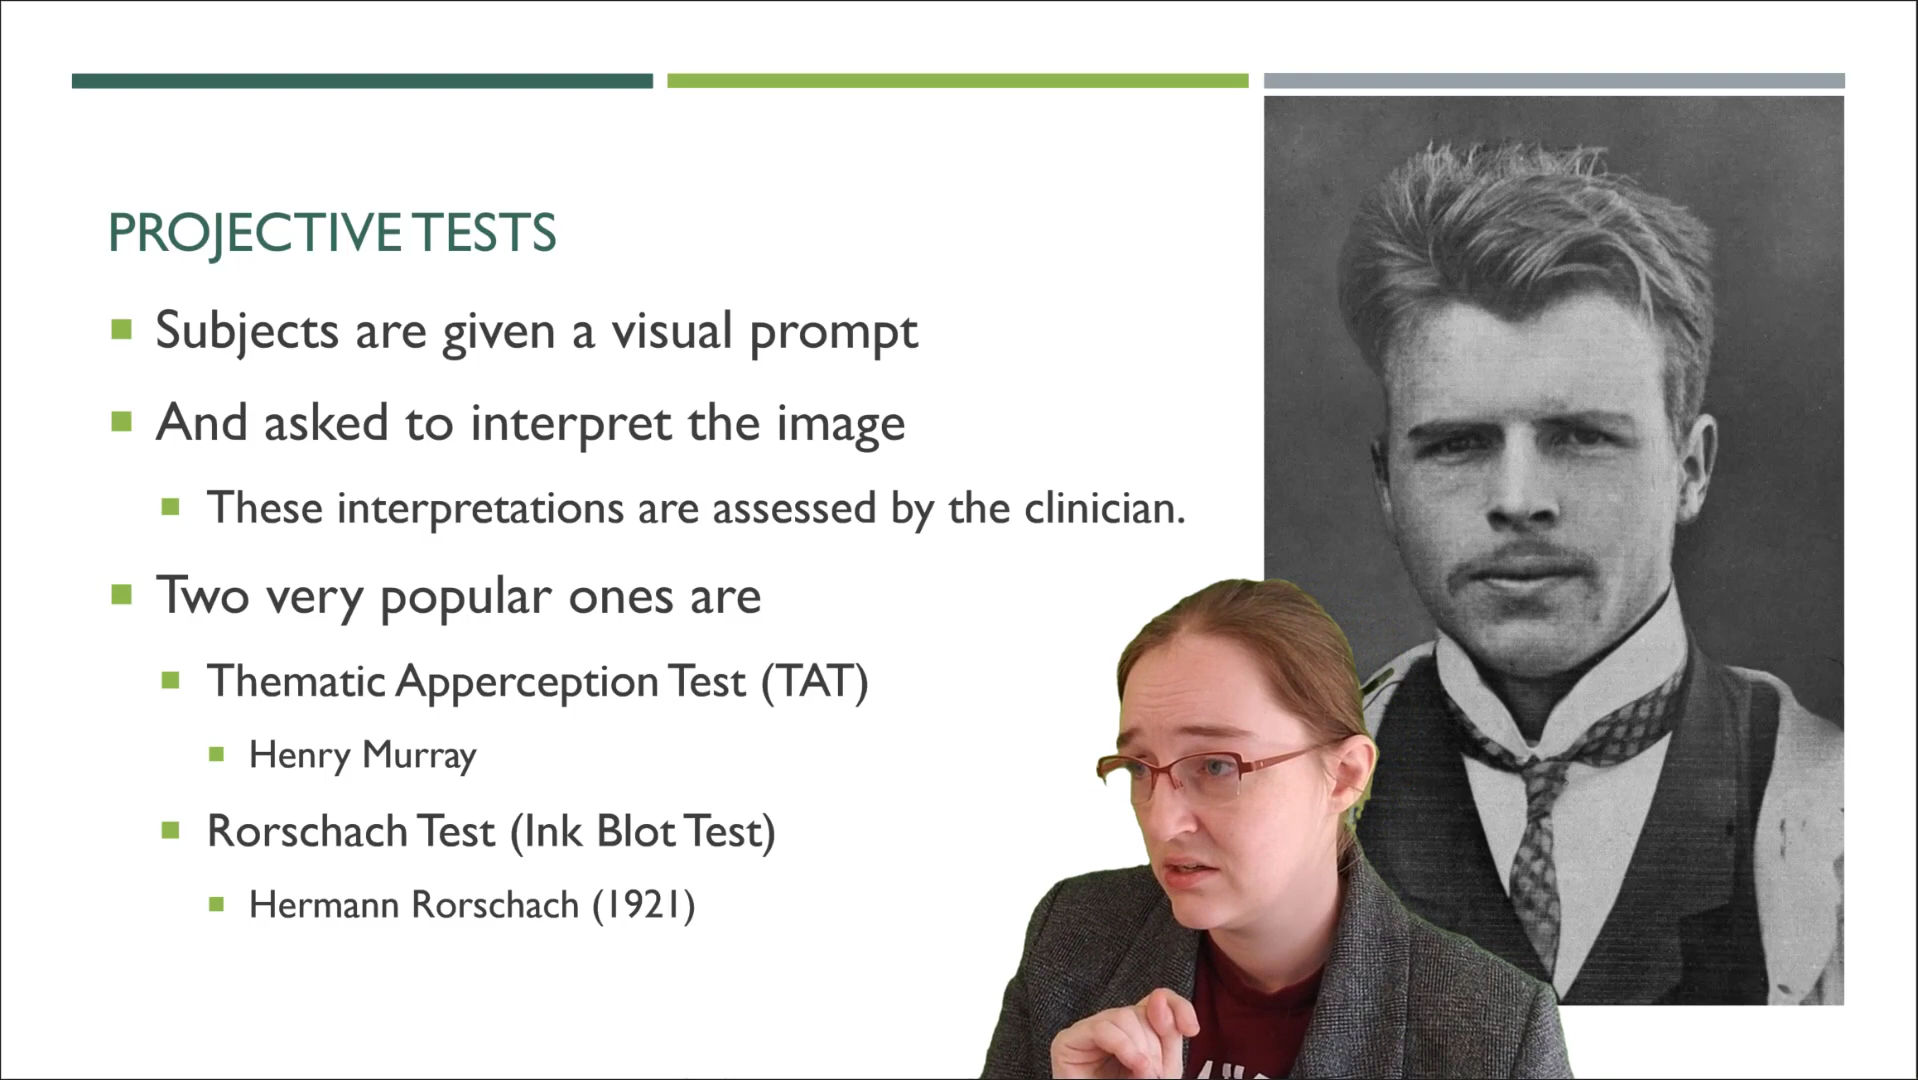 PROJECTIVE TESTS
Subjects are given a visual prompt
And asked to interpret the image
These interpretations are assessed by the clinician.
Two very popular ones are
Thematic Apperception Test (TAT)
Henry Murray
Rorschach Test (Ink Blot Test)
Hermann Rorschach (1921)